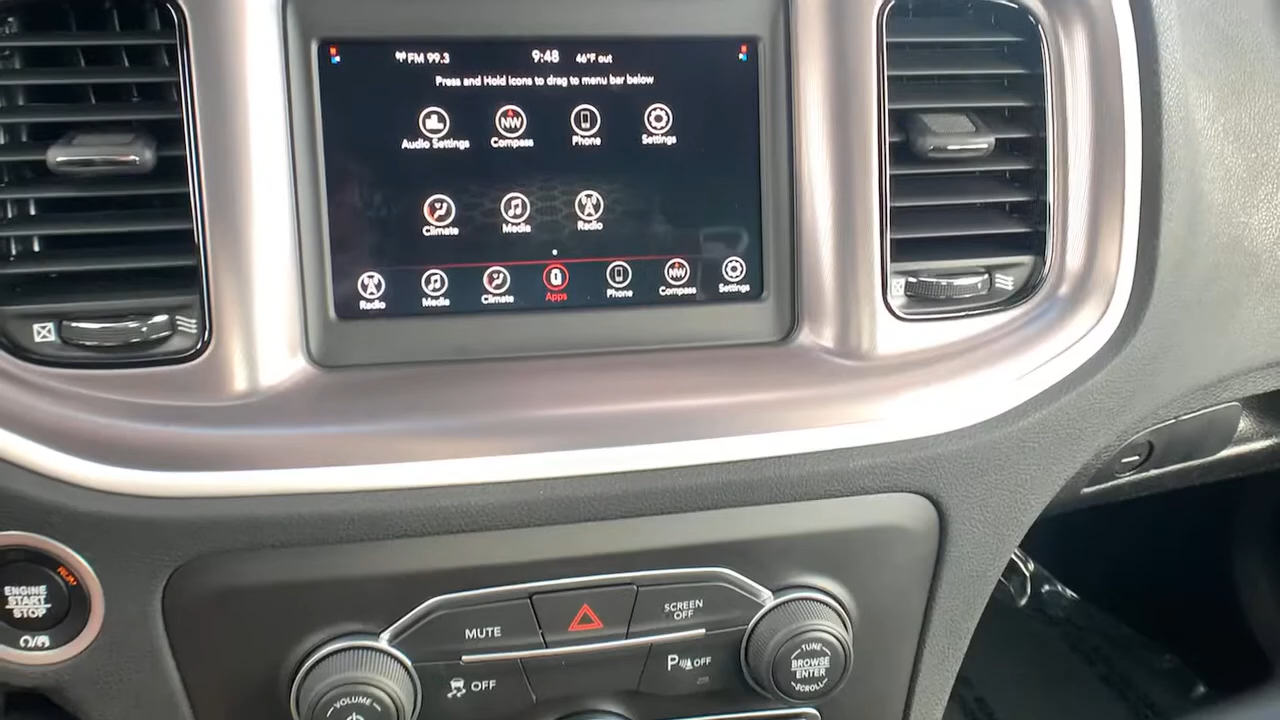 FM 99.3 9:48 46°F out
Press and Hold icons to drag to menu bar below
Audio Settings NW Compass Phone Settings
Climate Media Radio
Radio Media Climate Apps Phone NW Compass Settings
ENGINE
START
STOP
RUN
MUTE
SCREEN
OFF
OFF
P OFF
VOLUME
TUNE
BROWSE
ENTER
SCROLL